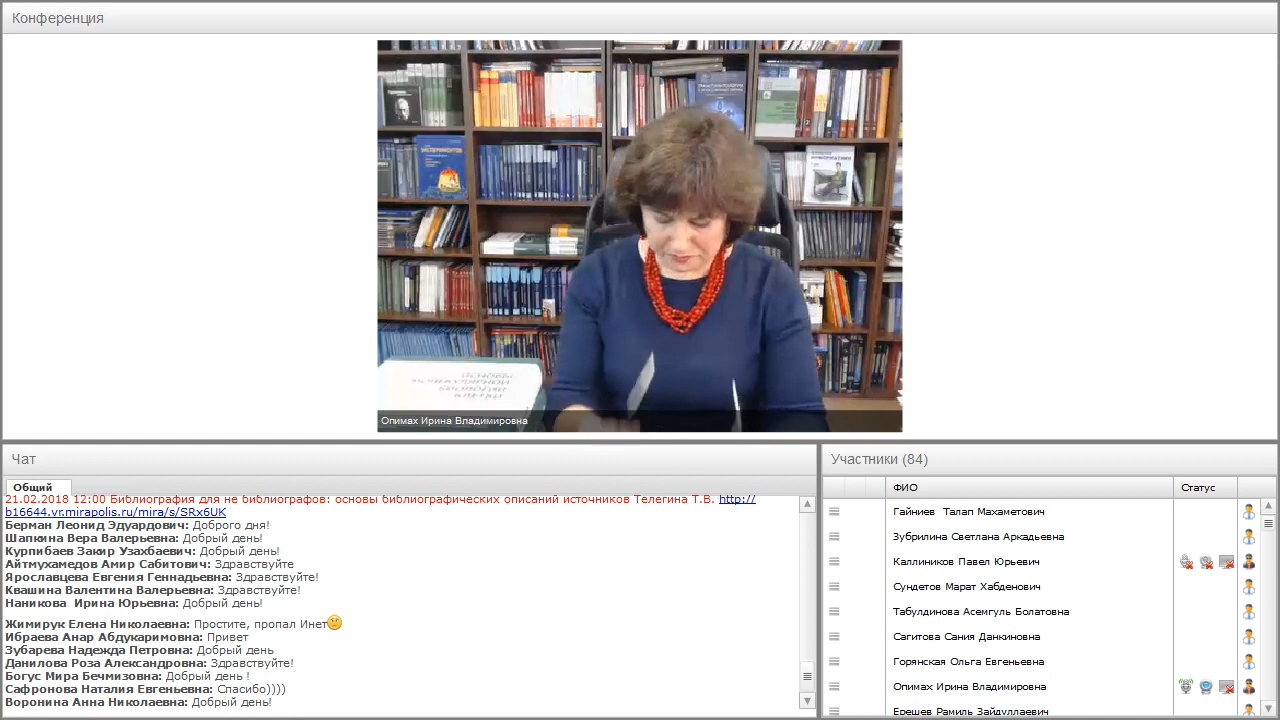 Конференция
Опимах Ирина Владимировна
Чат
Общий
21.02.2018 12:00 Библиография для не библиографов: основы библиографических описаний источников Телегина Т.В. http://
b16644.vr.mirapolis.ru/mira/s/SRx6UK
Берман Леонид Эдуардович: Доброго дня!
Шапкина Вера Валерьевна: Добрый день!
Курпибаев Закир Узахбаевич: Добрый день!
Айтмухамедов Амир Сабитович: Здравствуйте
Ярославцева Евгения Геннадьевна: Здравствуйте!
Квашина Валентина Валерьевна: Здравствуйте!
Наникова Ирина Юрьевна: Добрый день!
Жимирук Елена Николаевна: Простите, пропал Инет
Ибраева Анар Абдукаримовна: Привет
Зубарева Надежда Петровна: Добрый день
Данилова Роза Александровна: Здравствуйте!
Богус Мира Бечмизовна: Добрый день !
Сафронова Наталия Евгеньевна: Спасибо))))
Воронина Анна Николаевна: Добрый день!
Участники (84)
ФИО Статус
Гайниев Талап Махаметович
Зубрялина Светлана Аркадьевна
Каллиников Павел Юрьевич
Сундетов Марат Хабденович
Табулдинова Асемгуль Болатовна
Сагитова Сания Даниановна
Горянская Ольга Евгеньевна
Опимах Ирина Владимировна
Ерешев Рамиль Зайдуллаевич